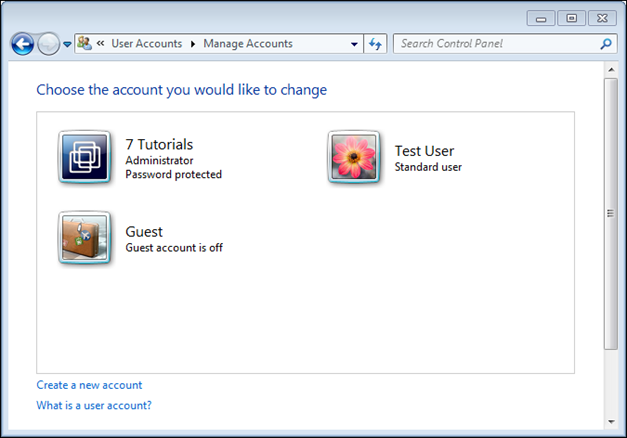 « User Accounts Manage Accounts
Search Control Panel
Choose the account you would like to change
7 Tutorials
Administrator
Password protected
Test User
Standard user
Guest
Guest account is off
Create a new account
What is a user account?